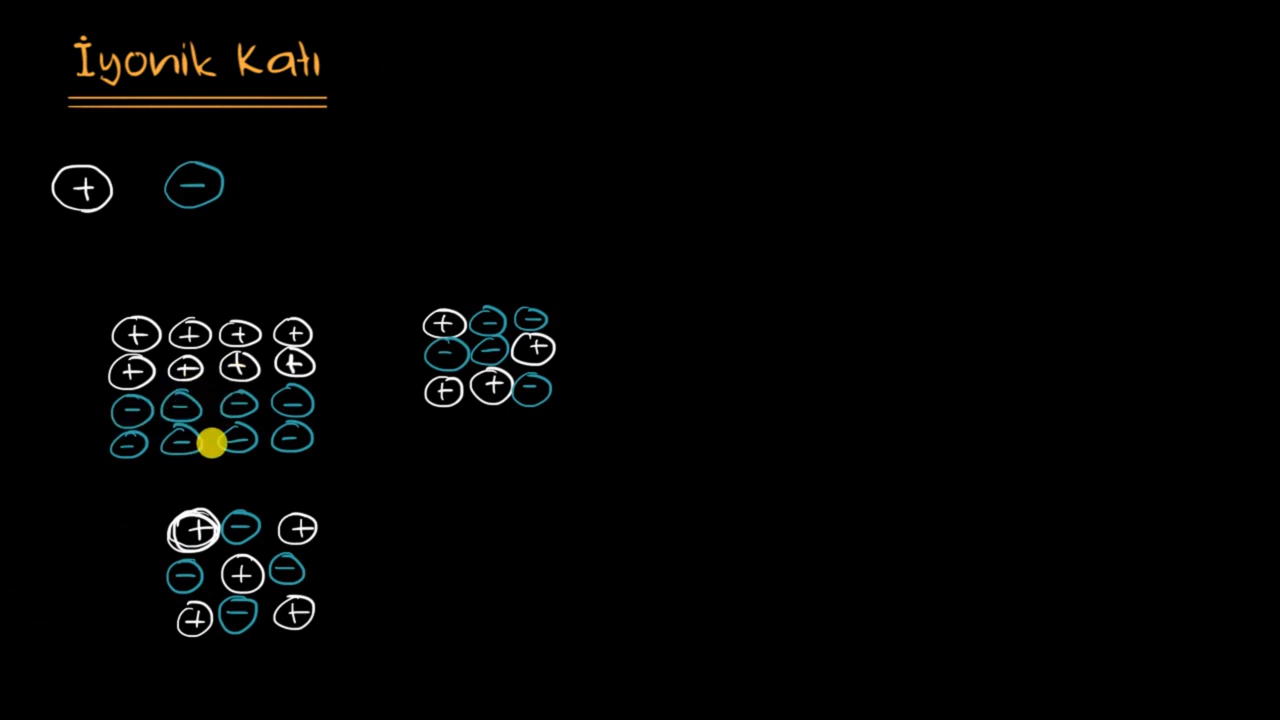 İyonik Katı
+ −
+ + + +
+ + + +
− − − −
− − − −
+ − −
− − +
+ + −
+ − +
− + −
+ − +